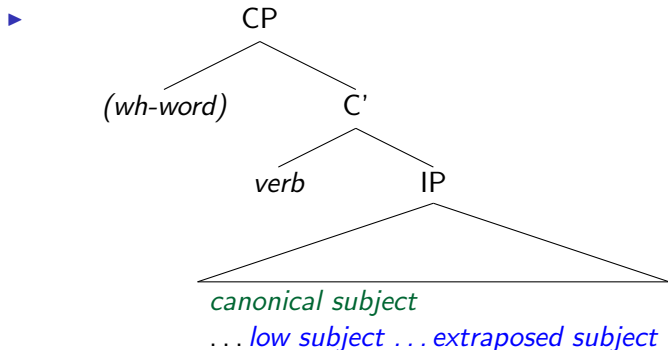 CP
(wh-word) C’
verb IP
canonical subject
. . . low subject . . . extraposed subject